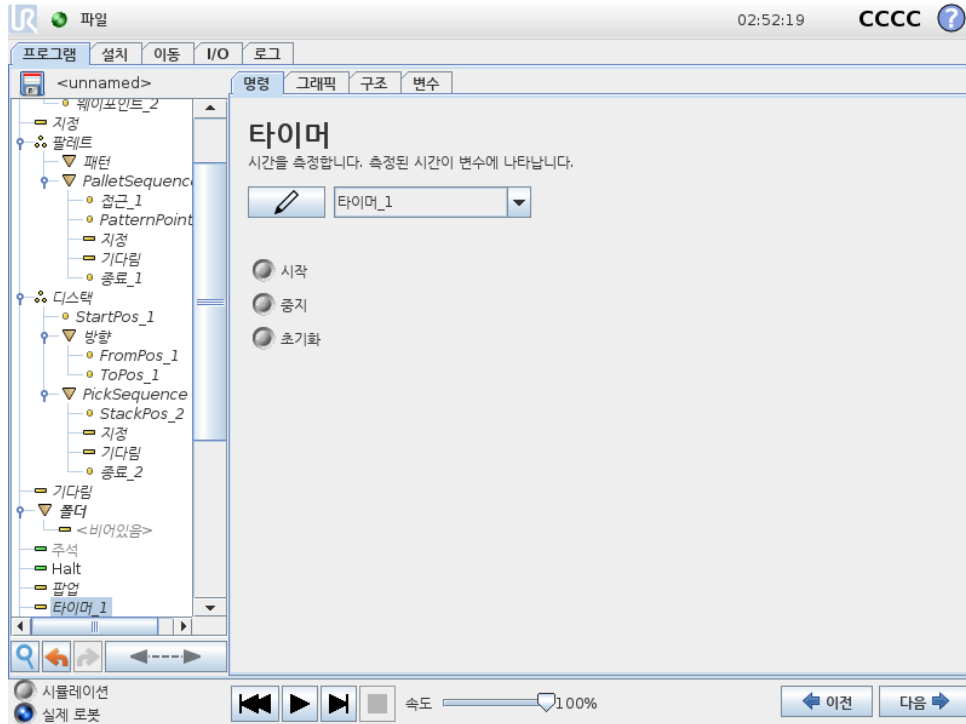 UR 파일 02:52:19 CCCC ?
프로그램 설치 이동 I/O 로그
<unnamed>
명령 그래픽 구조 변수
웨이포인트_2
지정
팔레트
패턴
PalletSequence
접근_1
PatternPoint
지정
기다림
종료_1
디스택
StartPos_1
방향
FromPos_1
ToPos_1
PickSequence
StackPos_2
지정
기다림
종료_2
기다림
폴더
<비어있음>
주석
Halt
팝업
타이머_1
타이머
시간을 측정합니다. 측정된 시간이 변수에 나타납니다.
타이머_1
시작
중지
초기화
시뮬레이션
실제 로봇
속도 100%
이전 다음